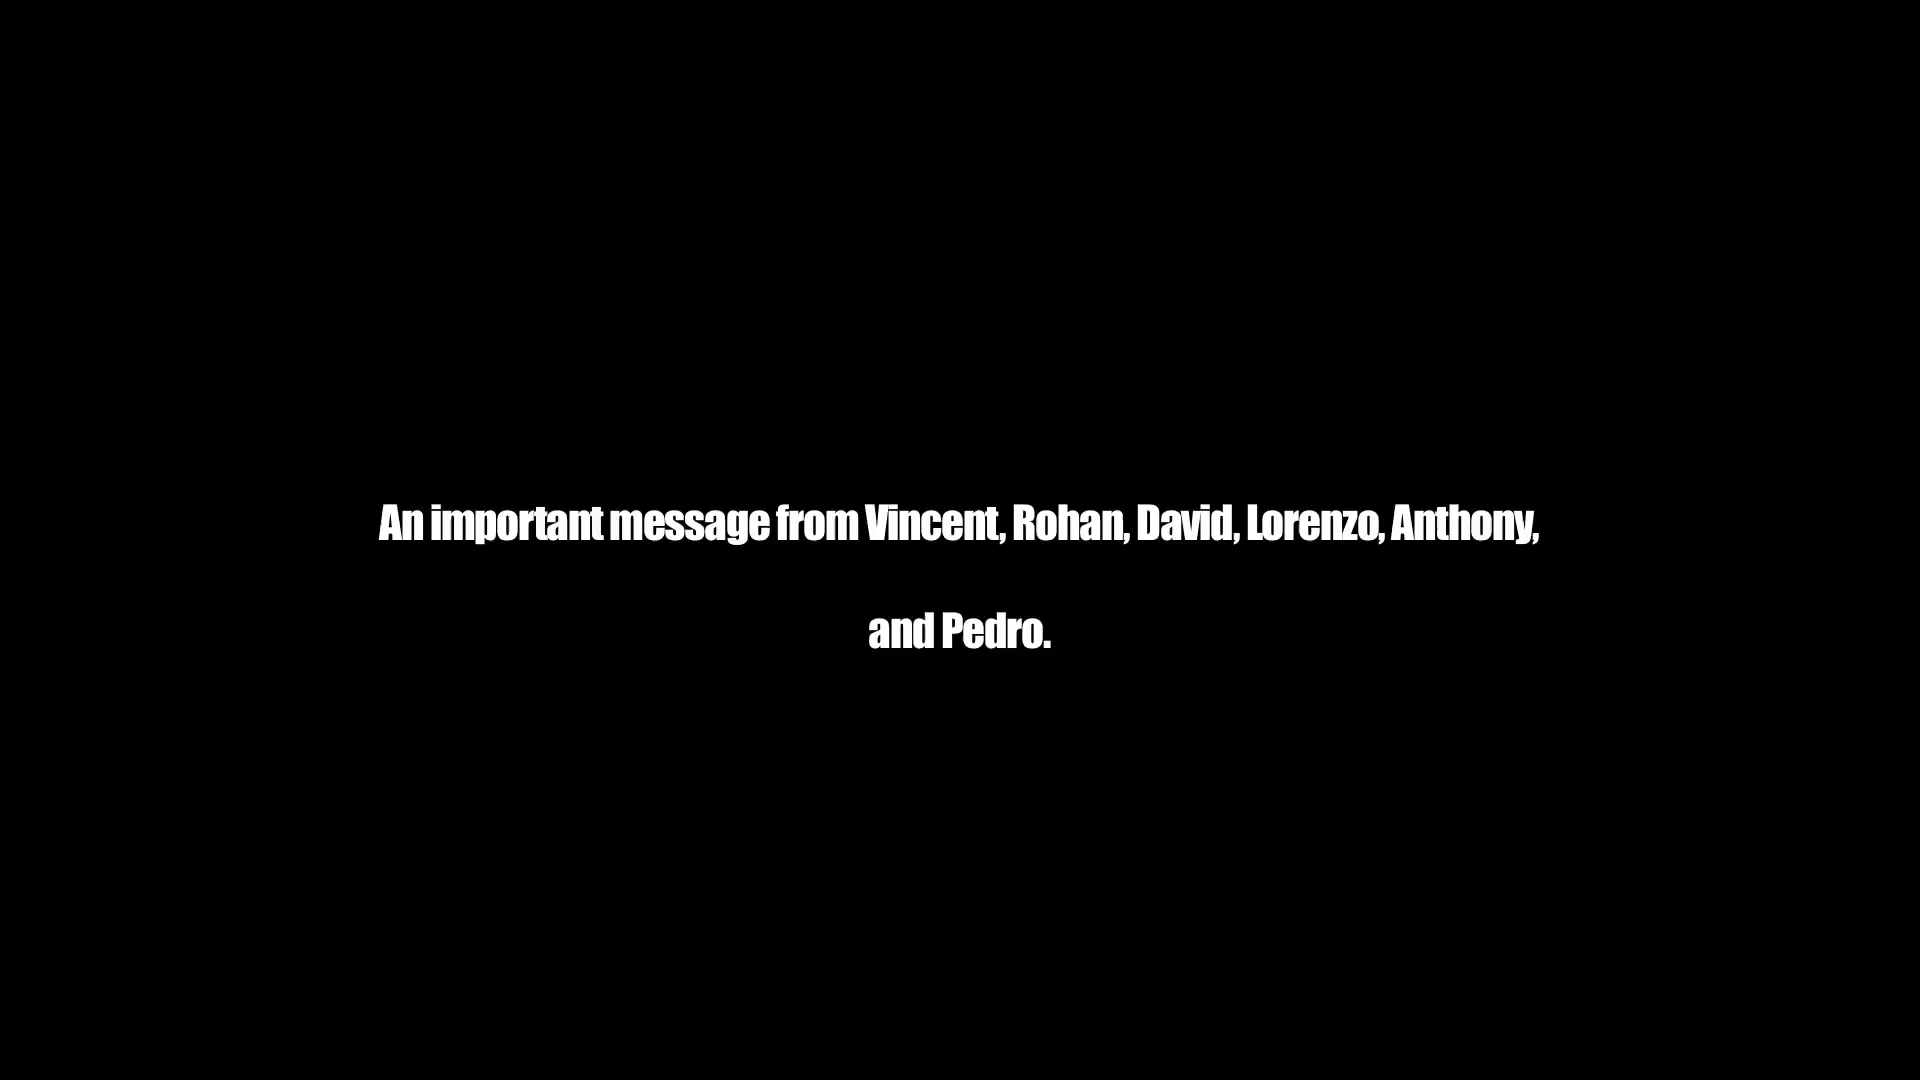 An important message from Vincent, Rohan, David, Lorenzo, Anthony,
and Pedro.